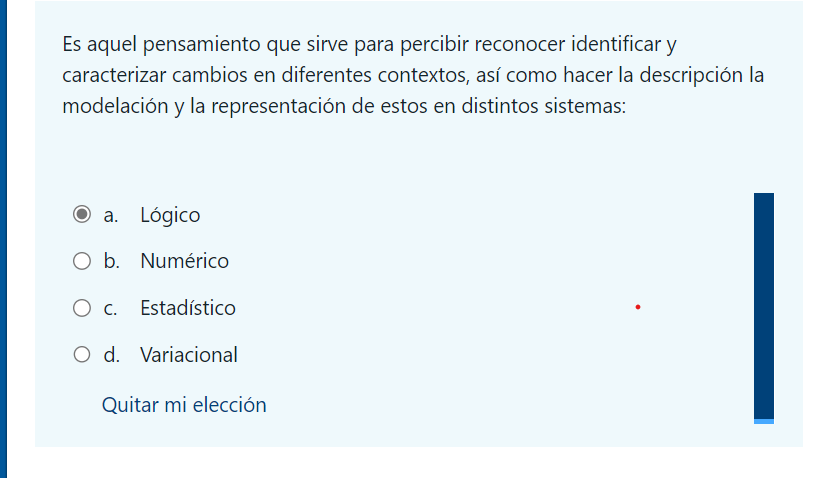 Es aquel pensamiento que sirve para percibir reconocer identificar y
caracterizar cambios en diferentes contextos, así como hacer la descripción la
modelación y la representación de estos en distintos sistemas:
a. Lógico
b. Numérico
c. Estadístico
d. Variacional
Quitar mi elección